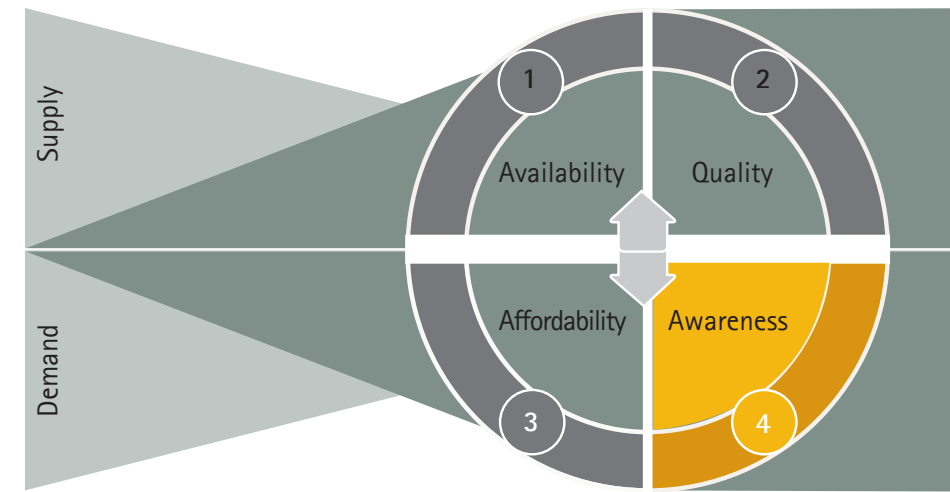 Supply
1
2
Availability
Quality
Demand
Affordability
Awareness
3
4